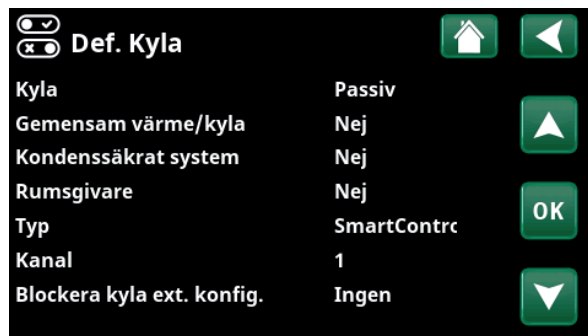 Def. Kyla
Kyla Passiv
Gemensam värme/kyla Nej
Kondenssäkrat system Nej
Rumsgivare Nej
Typ SmartContrc
OK
Kanal 1
Blockera kyla ext. konfig. Ingen